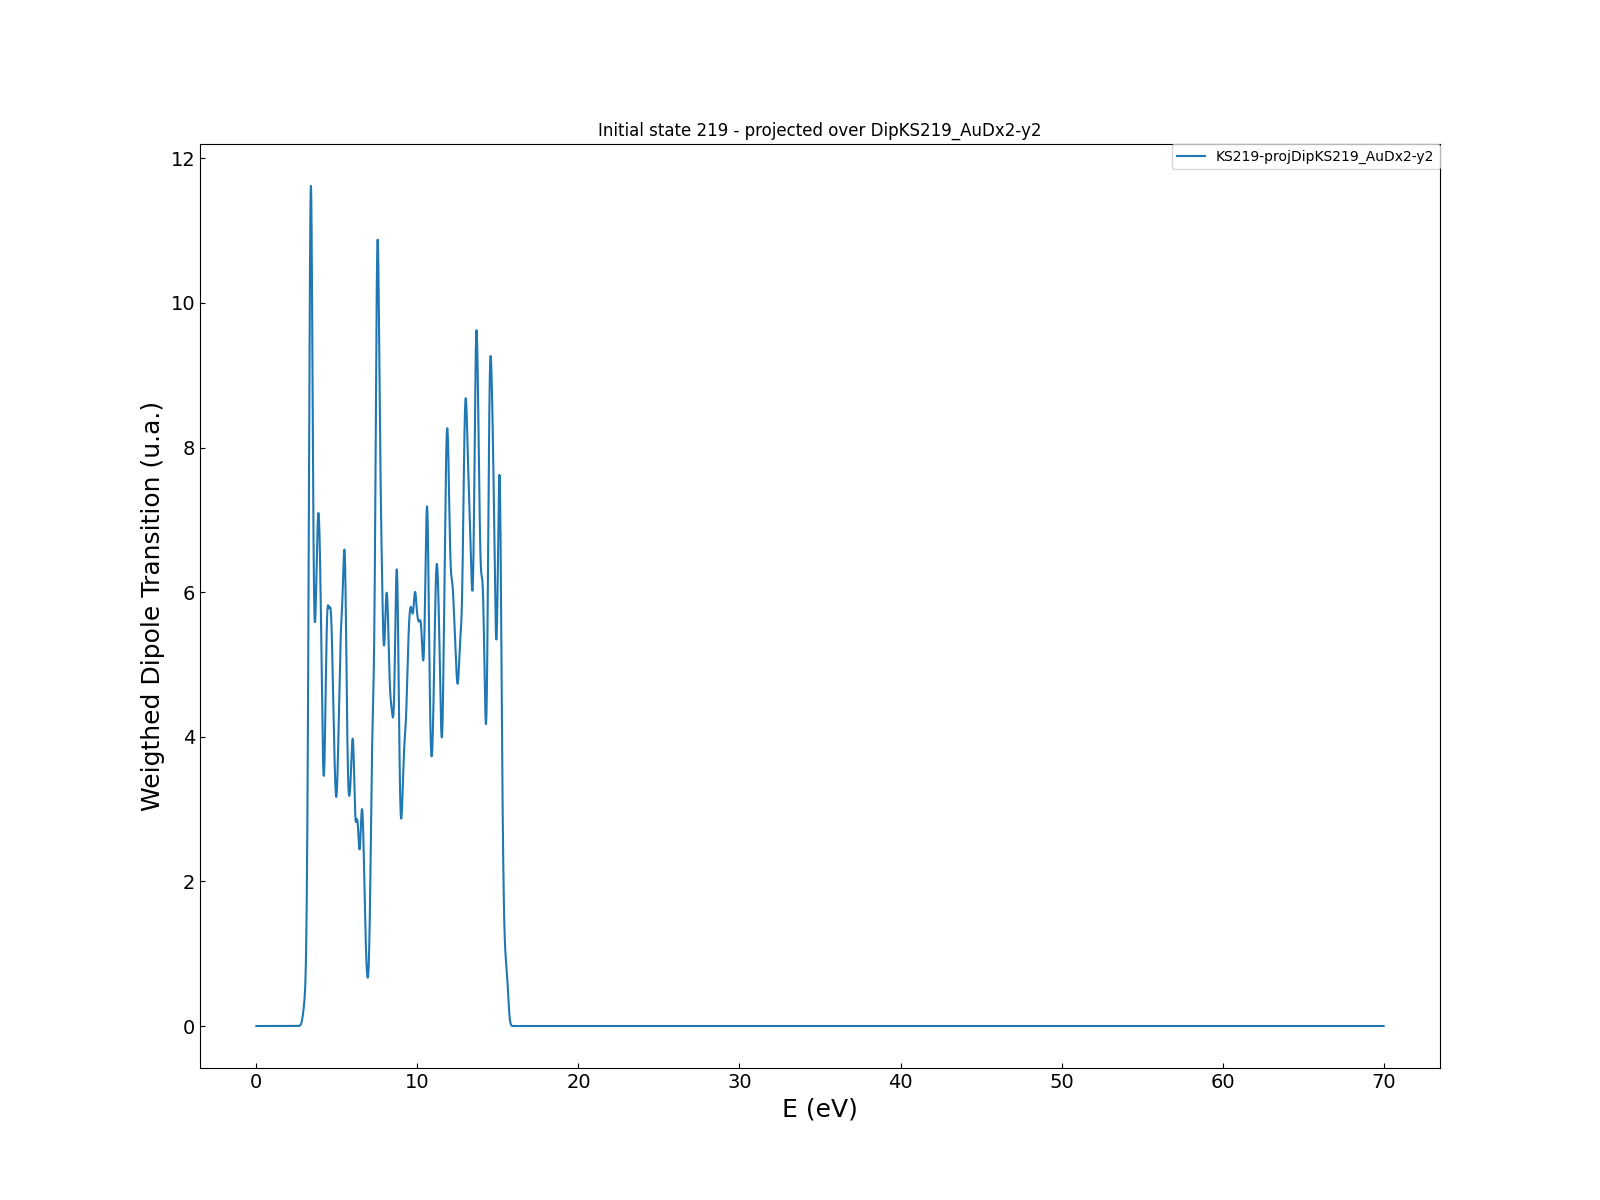 Initial state 219 - projected over DipKS219_AuDx2-y2
KS219-projDipKS219_AuDx2-y2
12
10
8
6
4
2
0
Weigthed Dipole Transition (u.a.)
0 10 20 30 40 50 60 70
E (eV)